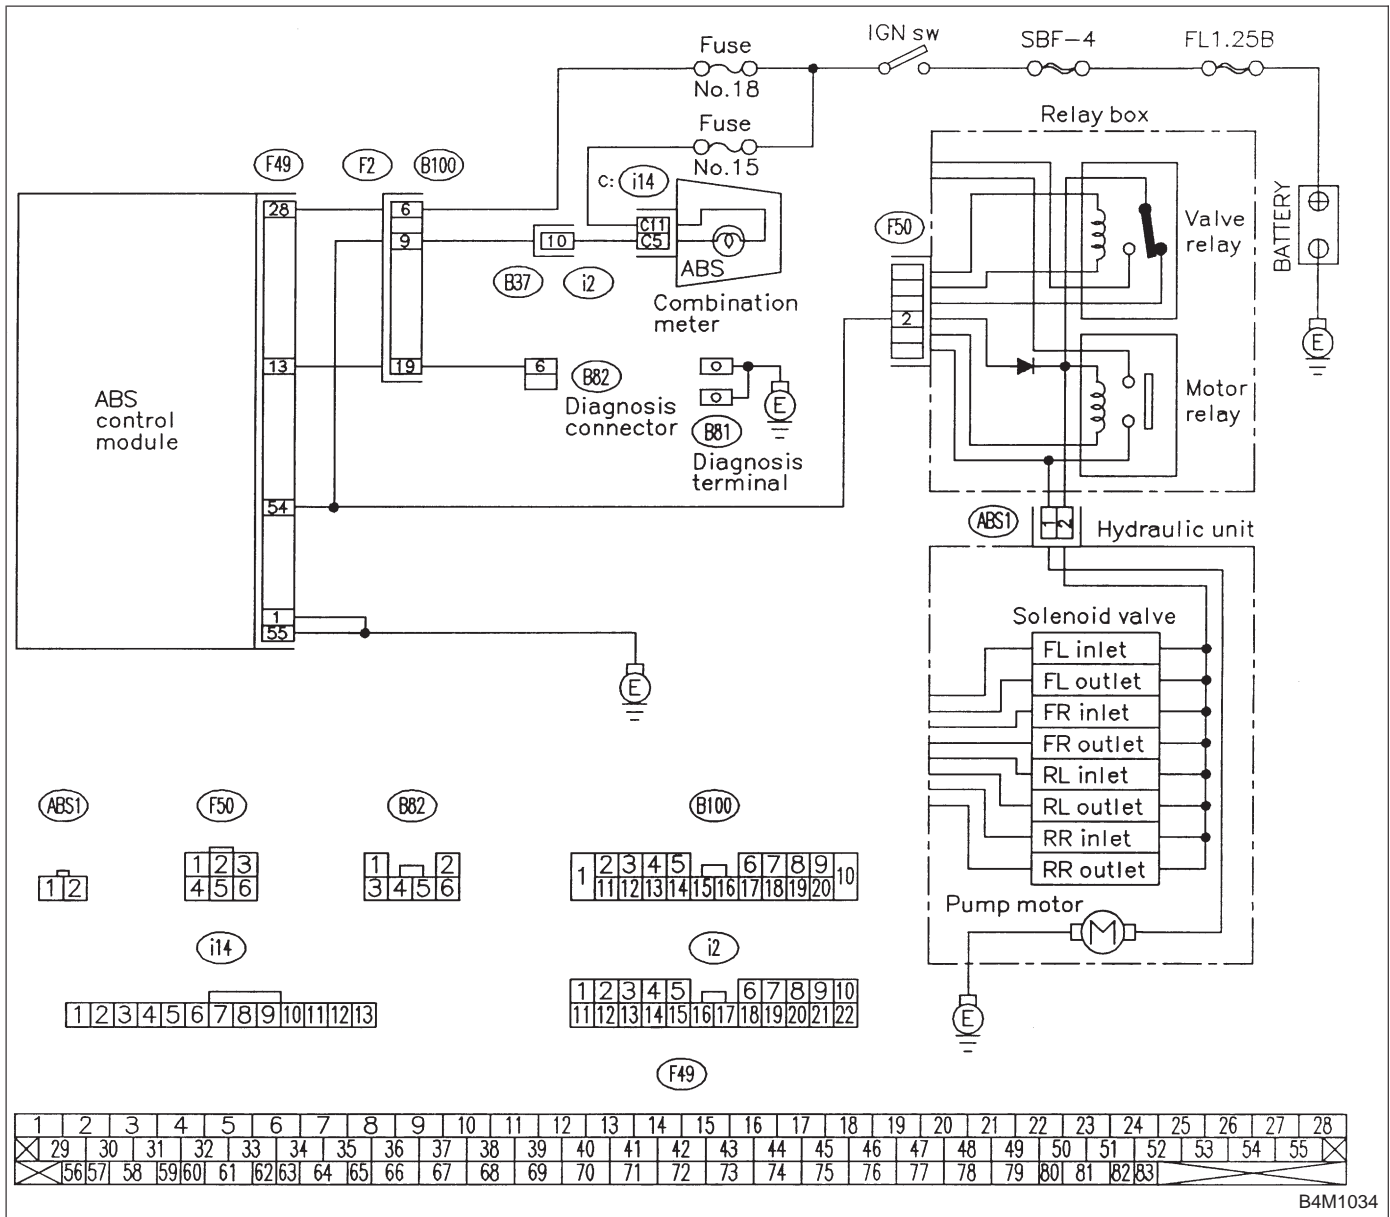 IGN sw
SBF-4
FL1.25B
Fuse
No.18
Relay box
Fuse
No.15
F49
F2
B100
C: i14
28
6
C11
F50
Valve
relay
BATTERY
9
10
C5
ABS
B37
i2
Combination
meter
2
E
13
19
6
B82
Diagnosis
connector
E
B81
Diagnosis
terminal
Motor
relay
ABS
control
module
54
ABS1
1 2
Hydraulic unit
1
55
E
Solenoid valve
FL inlet
FL outlet
FR inlet
FR outlet
RL inlet
RL outlet
RR inlet
RR outlet
Pump motor
M
E
ABS1
F50
B82
B100
1 2 3
1 2
2 3 4 5 6 7 8 9
1 2
4 5 6
3 4 5 6
1 11 12 13 14 15 16 17 18 19 20 10
i14
i2
1 2 3 4 5 6 7 8 9 10
1 2 3 4 5 6 7 8 9 10 11 12 13
11 12 13 14 15 16 17 18 19 20 21 22
F49
1 2 3 4 5 6 7 8 9 10 11 12 13 14 15 16 17 18 19 20 21 22 23 24 25 26 27 28
29 30 31 32 33 34 35 36 37 38 39 40 41 42 43 44 45 46 47 48 49 50 51 52 53 54 55
56 57 58 59 60 61 62 63 64 65 66 67 68 69 70 71 72 73 74 75 76 77 78 79 80 81 82 83
B4M1034